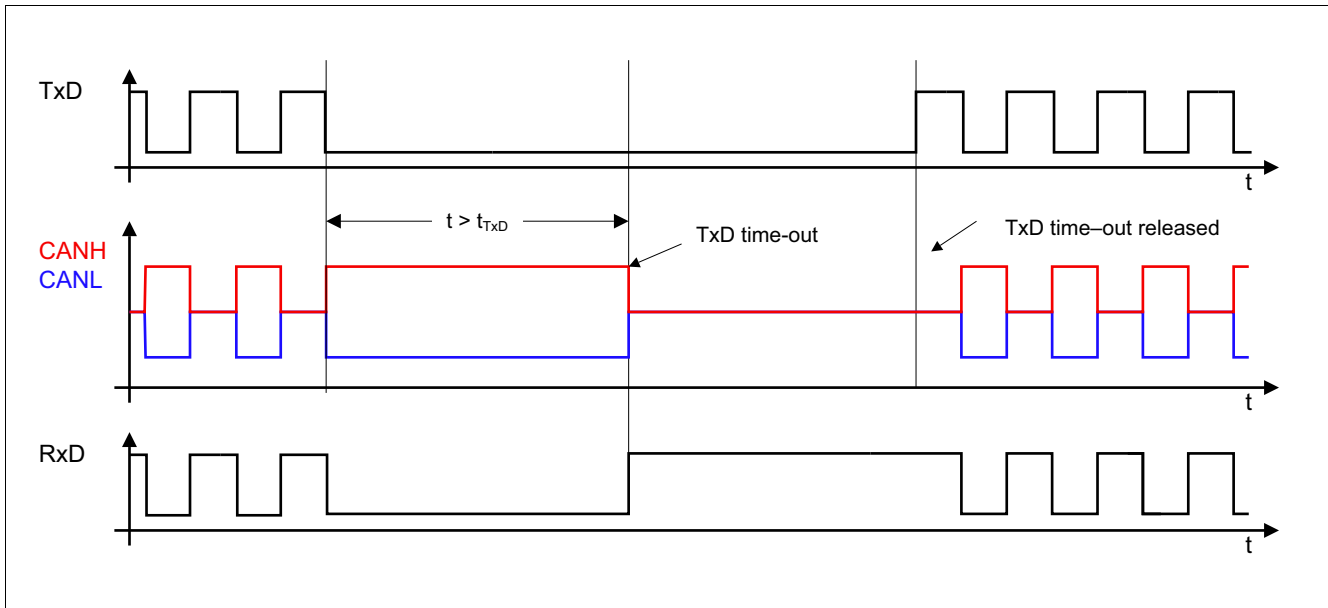 TxD
t
t > tTxD
TxD time-out
TxD time–out released
CANH
CANL
t
RxD
t